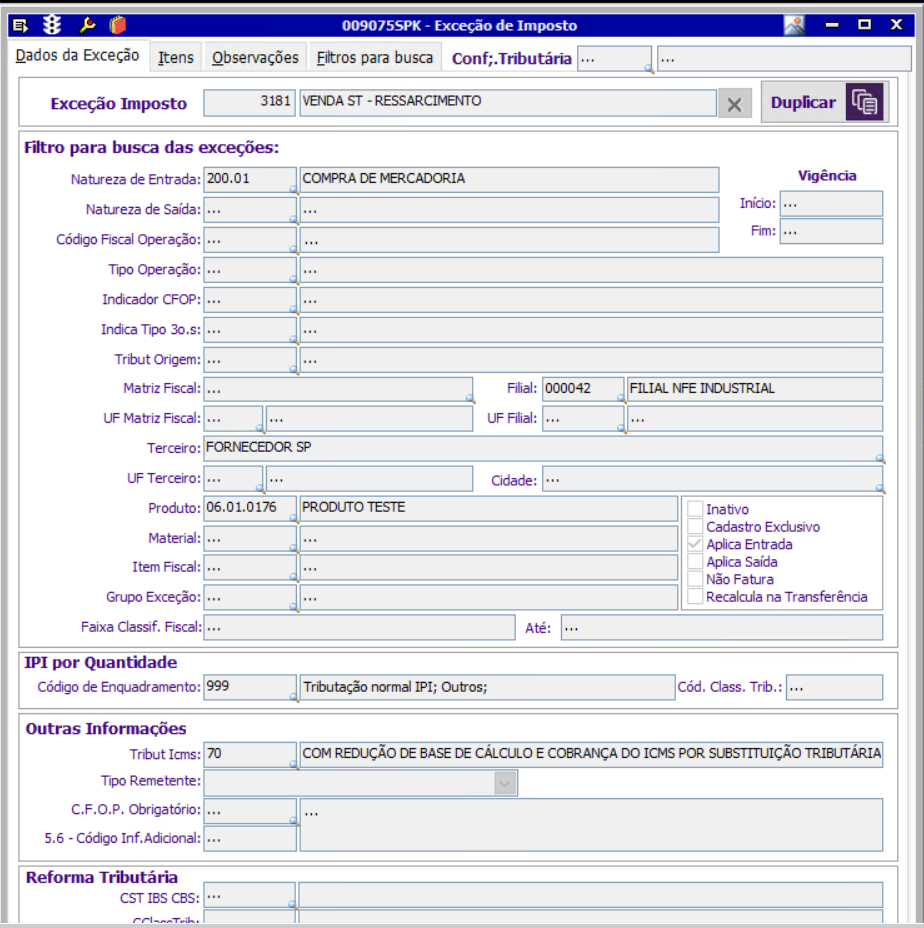 009075SPK - Exceção de Imposto
Dados da Exceção Itens Observações Filtros para busca Conf;.Tributária ... ...
Exceção Imposto 3181 VENDA ST - RESSARCIMENTO Duplicar
Filtro para busca das exceções:
Natureza de Entrada: 200.01 COMPRA DE MERCADORIA Vigência
Natureza de Saída: ... ... Início: ...
Código Fiscal Operação: ... ... Fim: ...
Tipo Operação: ... ...
Indicador CFOP: ... ...
Indica Tipo 3o.s: ... ...
Tribut Origem: ... ...
Matriz Fiscal: ... Filial: 000042 FILIAL NFE INDUSTRIAL
UF Matriz Fiscal: ... ... UF Filial: ... ...
Terceiro: FORNECEDOR SP
UF Terceiro: ... ... Cidade: ...
Produto: 06.01.0176 PRODUTO TESTE Inativo
Cadastro Exclusivo
Material: ... ... Aplica Entrada
Aplica Saída
Item Fiscal: ... ... Não Fatura
Grupo Exceção: ... ... Recalcula na Transferência
Faixa Classif. Fiscal: ... Até: ...
IPI por Quantidade
Código de Enquadramento: 999 Tributação normal IPI; Outros; Cód. Class. Trib.: ...
Outras Informações
Tribut Icms: 70 COM REDUÇÃO DE BASE DE CÁLCULO E COBRANÇA DO ICMS POR SUBSTITUIÇÃO TRIBUTÁRIA
Tipo Remetente:
C.F.O.P. Obrigatório: ... ...
5.6 - Código Inf.Adicional: ...
Reforma Tributária
CST IBS CBS: ...
CClassTrib: